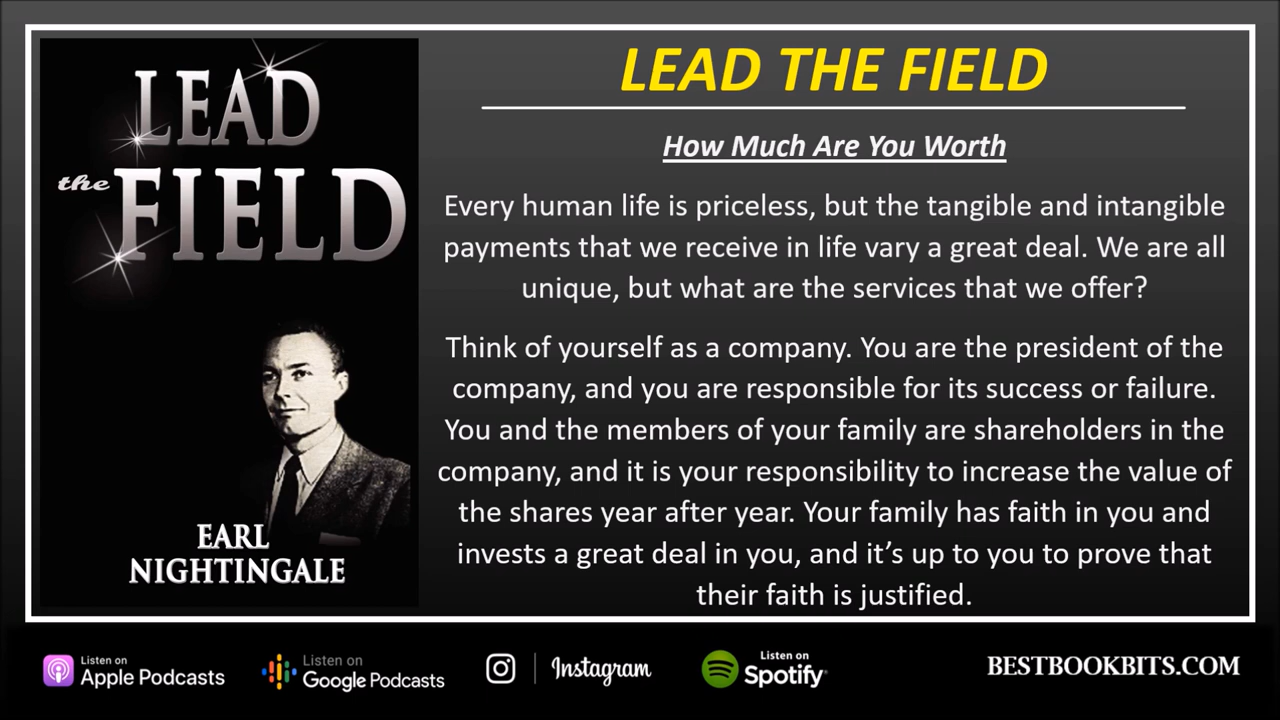 LEAD
the FIELD
EARL
NIGHTINGALE
LEAD THE FIELD
How Much Are You Worth
Every human life is priceless, but the tangible and intangible
payments that we receive in life vary a great deal. We are all
unique, but what are the services that we offer?
Think of yourself as a company. You are the president of the
company, and you are responsible for its success or failure.
You and the members of your family are shareholders in the
company, and it is your responsibility to increase the value of
the shares year after year. Your family has faith in you and
invests a great deal in you, and it’s up to you to prove that
their faith is justified.
Listen on
Apple Podcasts
Listen on
Google Podcasts
Instagram
Listen on
Spotify
BESTBOOKBITS.COM